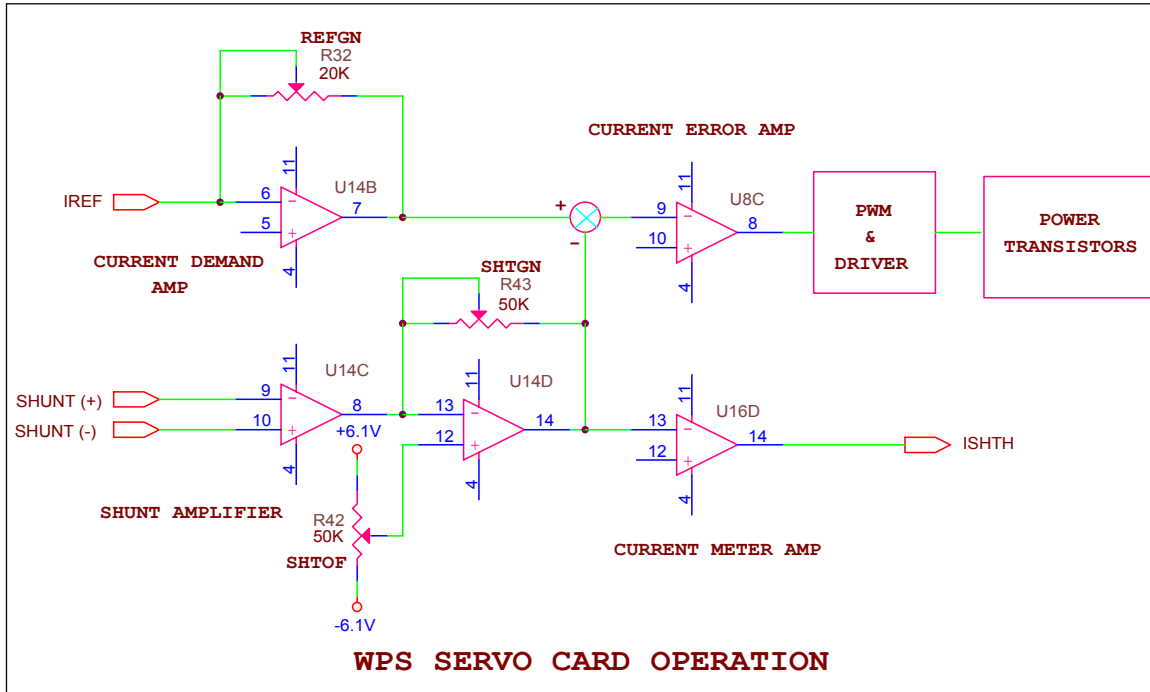 REFGN
R32
20K
CURRENT ERROR AMP
11
U14B
IREF
6
7
5
4
CURRENT DEMAND
AMP
+
-
11
U8C
9
8
10
4
PWM
&
DRIVER
POWER
TRANSISTORS
SHTGN
R43
50K
11
U14C
SHUNT (+)
9
8
SHUNT (-)
10
4
+6.1V
11
U14D
13
14
12
4
11
U16D
13
14
12
4
ISHTH
SHUNT AMPLIFIER
R42
50K
SHTOF
-6.1V
CURRENT METER AMP
WPS SERVO CARD OPERATION